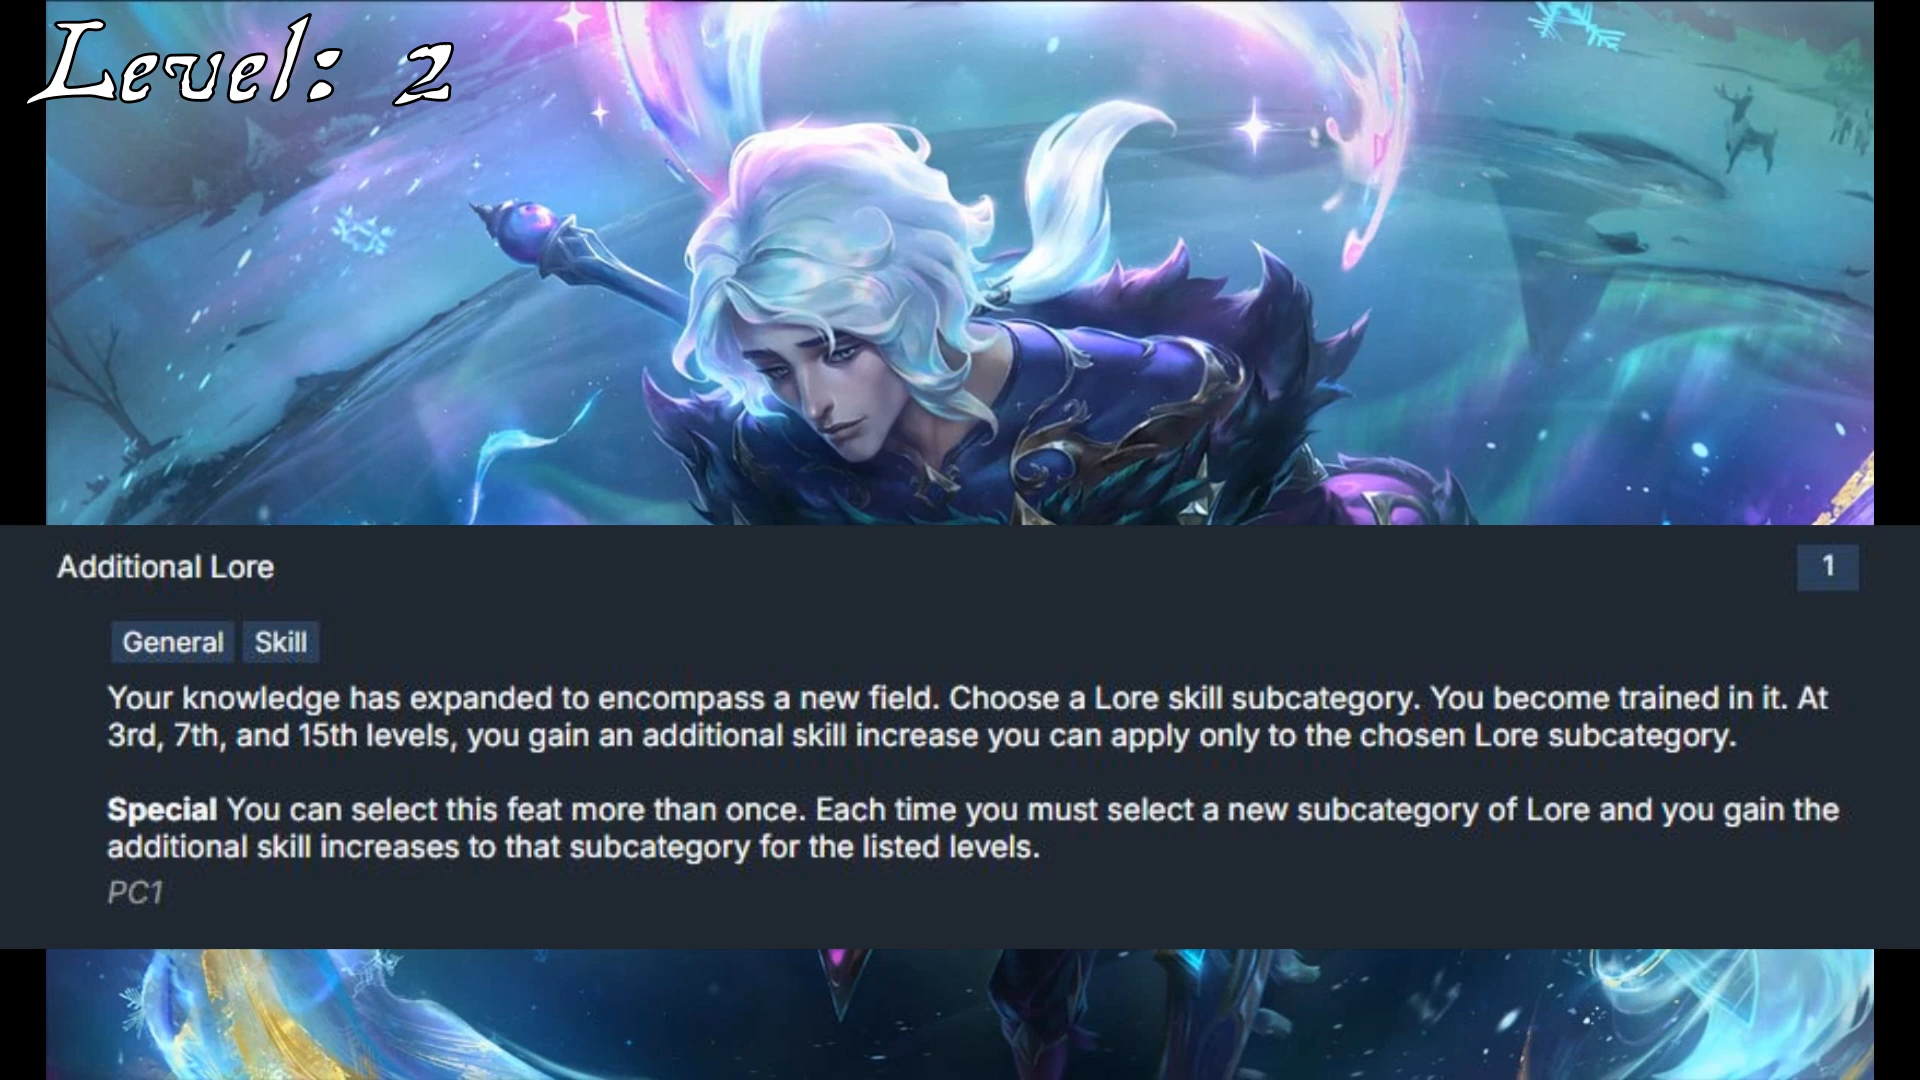 Level: 2
Additional Lore
1
General Skill
Your knowledge has expanded to encompass a new field. Choose a Lore skill subcategory. You become trained in it. At
3rd, 7th, and 15th levels, you gain an additional skill increase you can apply only to the chosen Lore subcategory.
Special You can select this feat more than once. Each time you must select a new subcategory of Lore and you gain the
additional skill increases to that subcategory for the listed levels.
PC1